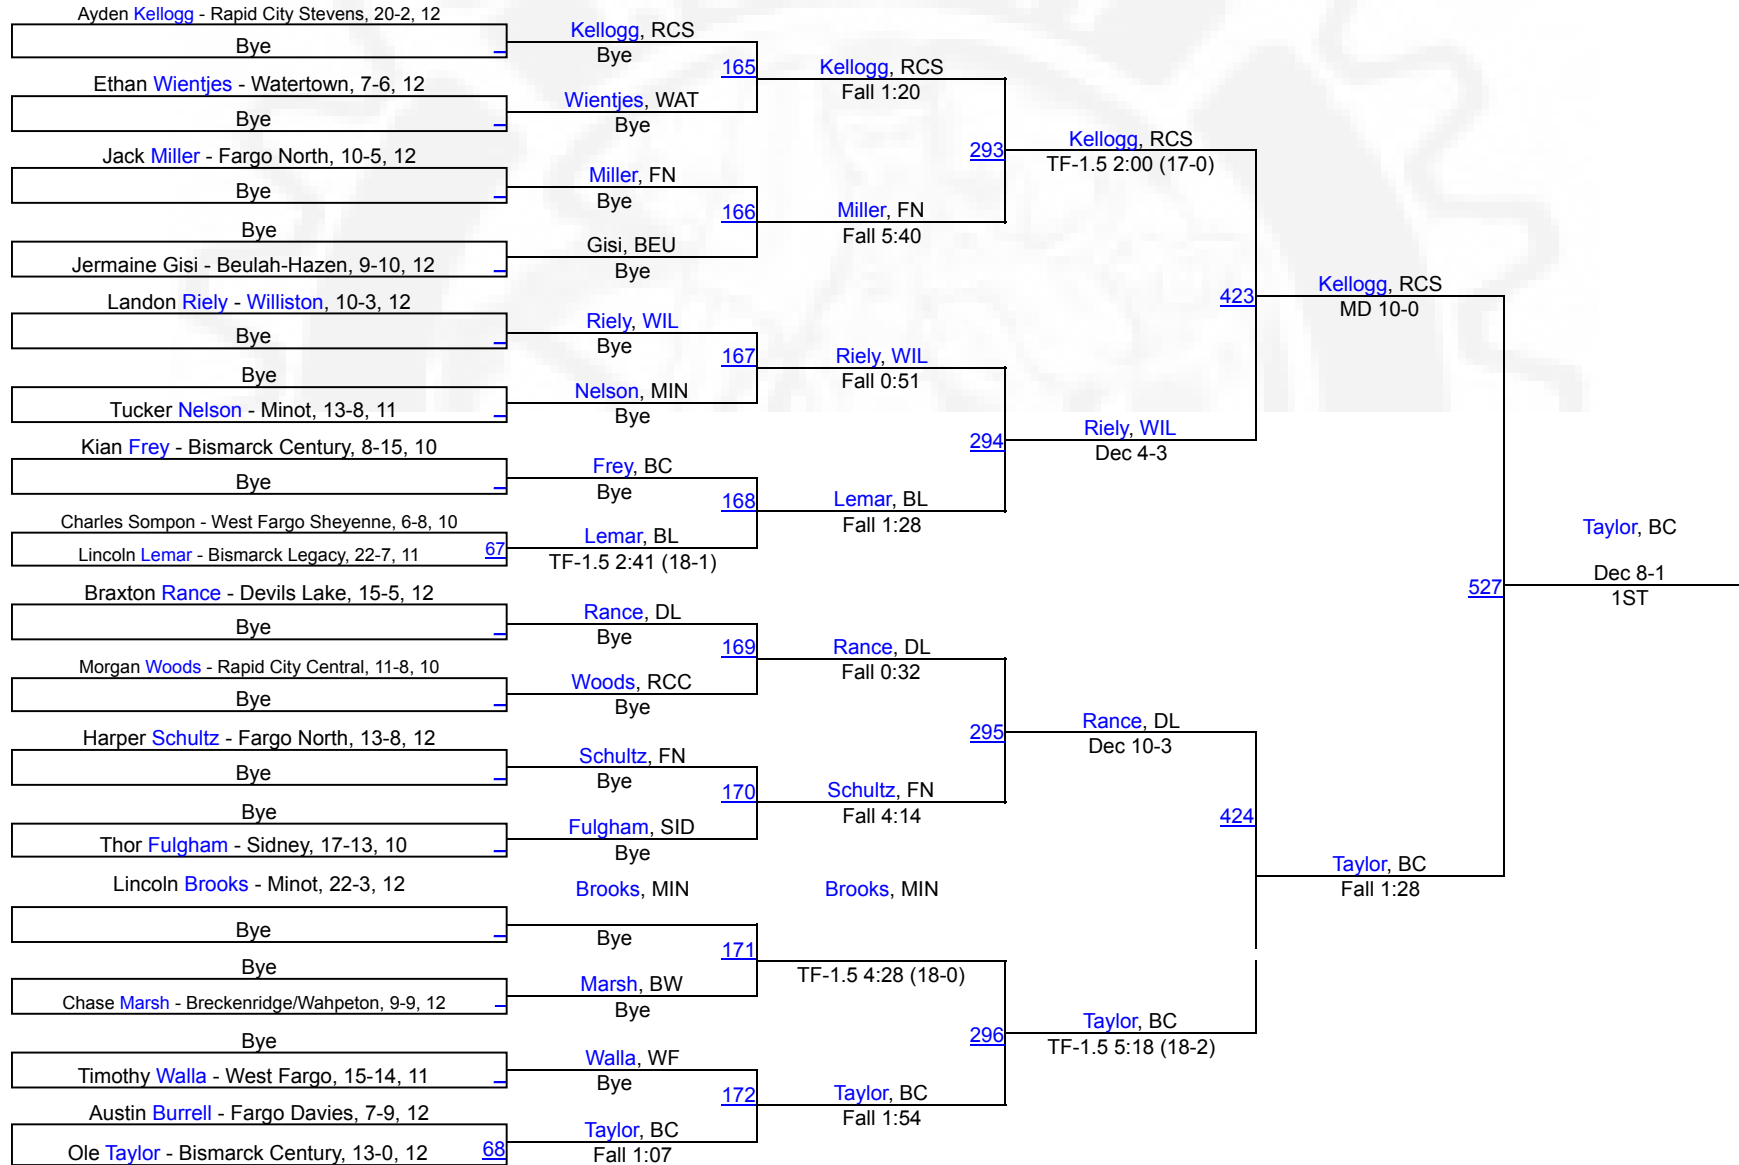 Ayden Kellogg - Rapid City Stevens, 20-2, 12
Bye
Ethan Wientjes - Watertown, 7-6, 12
Bye
Jack Miller - Fargo North, 10-5, 12
Bye
Bye
Jermaine Gisi - Beulah-Hazen, 9-10, 12
Landon Riely - Williston, 10-3, 12
Bye
Bye
Tucker Nelson - Minot, 13-8, 11
Kian Frey - Bismarck Century, 8-15, 10
Bye
Charles Sompon - West Fargo Sheyenne, 6-8, 10
Lincoln Lemar - Bismarck Legacy, 22-7, 11
67
Braxton Rance - Devils Lake, 15-5, 12
Bye
Morgan Woods - Rapid City Central, 11-8, 10
Bye
Harper Schultz - Fargo North, 13-8, 12
Bye
Bye
Thor Fulgham - Sidney, 17-13, 10
Lincoln Brooks - Minot, 22-3, 12
Bye
Bye
Chase Marsh - Breckenridge/Wahpeton, 9-9, 12
Bye
Timothy Walla - West Fargo, 15-14, 11
Austin Burrell - Fargo Davies, 7-9, 12
Ole Taylor - Bismarck Century, 13-0, 12
68
Kellogg, RCS
Bye
165
Wientjes, WAT
Bye
Miller, FN
Bye
166
Gisi, BEU
Bye
Riely, WIL
Bye
167
Nelson, MIN
Bye
Frey, BC
Bye
168
Lemar, BL
TF-1.5 2:41 (18-1)
Rance, DL
Bye
169
Woods, RCC
Bye
Schultz, FN
Bye
170
Fulgham, SID
Bye
Brooks, MIN
Bye
171
Marsh, BW
Bye
Walla, WF
Bye
172
Taylor, BC
Fall 1:07
Kellogg, RCS
Fall 1:20
293
Miller, FN
Fall 5:40
Riely, WIL
Fall 0:51
294
Lemar, BL
Fall 1:28
Rance, DL
Fall 0:32
295
Schultz, FN
Fall 4:14
Brooks, MIN
TF-1.5 4:28 (18-0)
296
Taylor, BC
Fall 1:54
Kellogg, RCS
TF-1.5 2:00 (17-0)
423
Riely, WIL
Dec 4-3
Rance, DL
Dec 10-3
424
Taylor, BC
TF-1.5 5:18 (18-2)
Kellogg, RCS
MD 10-0
527
Taylor, BC
Fall 1:28
Taylor, BC
Dec 8-1
1ST